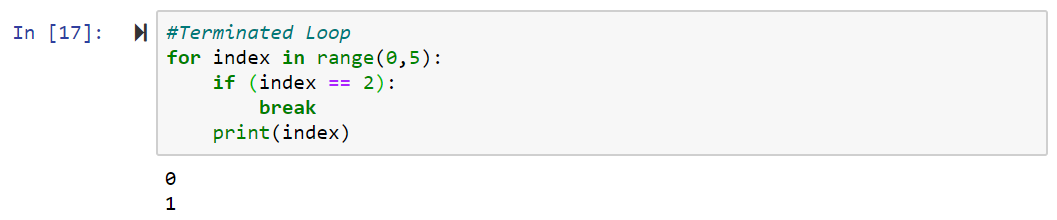 In [17]: #Terminated Loop
for index in range(0,5):
    if (index == 2):
        break
    print(index)
0
1